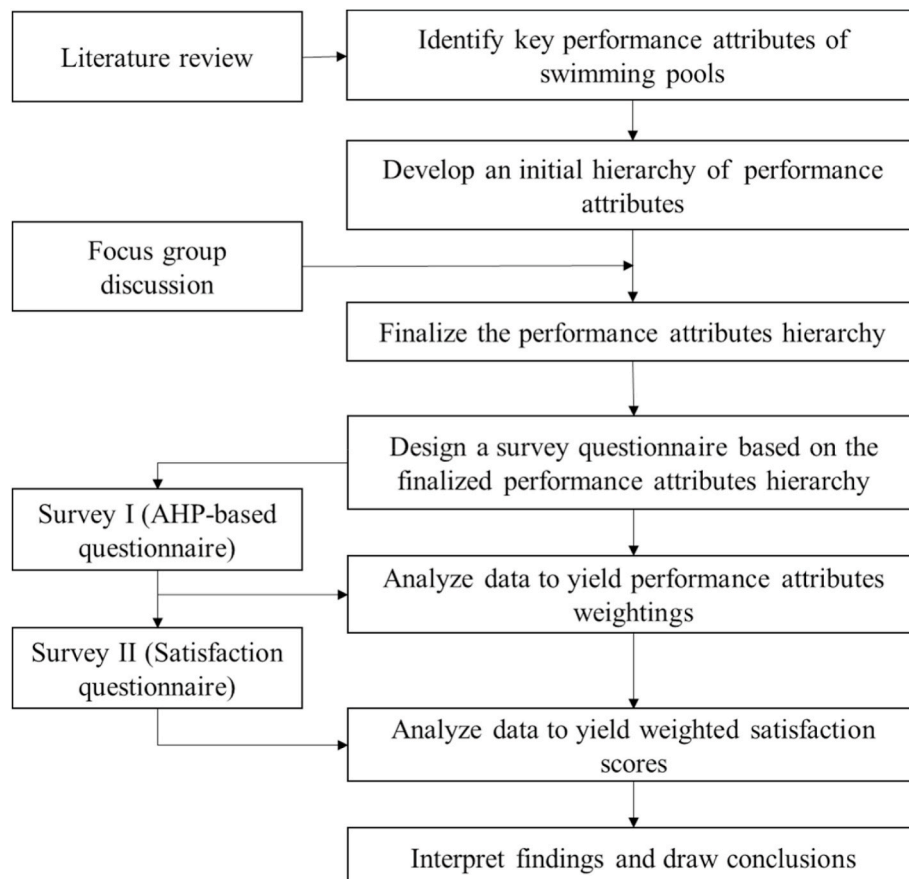 Literature review
Identify key performance attributes of
swimming pools
Develop an initial hierarchy of performance
attributes
Focus group
discussion
Finalize the performance attributes hierarchy
Design a survey questionnaire based on the
finalized performance attributes hierarchy
Survey I (AHP-based
questionnaire)
Analyze data to yield performance attributes
weightings
Survey II (Satisfaction
questionnaire)
Analyze data to yield weighted satisfaction
scores
Interpret findings and draw conclusions